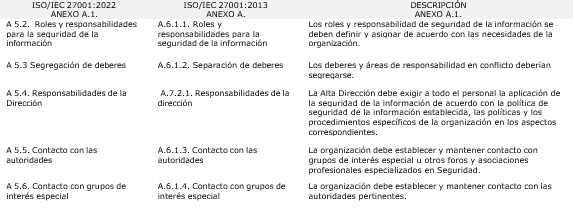 ISO/IEC 27001:2022 ISO/IEC 27001:2013 DESCRIPCIÓN
ANEXO A.1. ANEXO A. ANEXO A.1.
A 5.2. Roles y responsabilidades A.6.1.1. Roles y Los roles y responsabilidad de seguridad de la información se
para la seguridad de la responsabilidades para la deben definir y asignar de acuerdo con las necesidades de la
información seguridad de la información organización.
A 5.3 Segregación de deberes A.6.1.2. Separación de deberes Los deberes y áreas de responsabilidad en conflicto deberían
segregarse.
A 5.4. Responsabilidades de la A.7.2.1. Responsabilidades de la La Alta Dirección debe exigir a todo el personal la aplicación de
Dirección dirección la seguridad de la información de acuerdo con la política de
seguridad de la información establecida, las políticas y los
procedimientos específicos de la organización en los aspectos
correspondientes.
A 5.5. Contacto con las A.6.1.3. Contacto con las La organización debe establecer y mantener contacto con
autoridades autoridades grupos de interés especial u otros foros y asociaciones
profesionales especializados en Seguridad.
A 5.6. Contacto con grupos de A.6.1.4. Contacto con grupos de La organización debe establecer y mantener contacto con las
interés especial interés especial autoridades pertinentes.